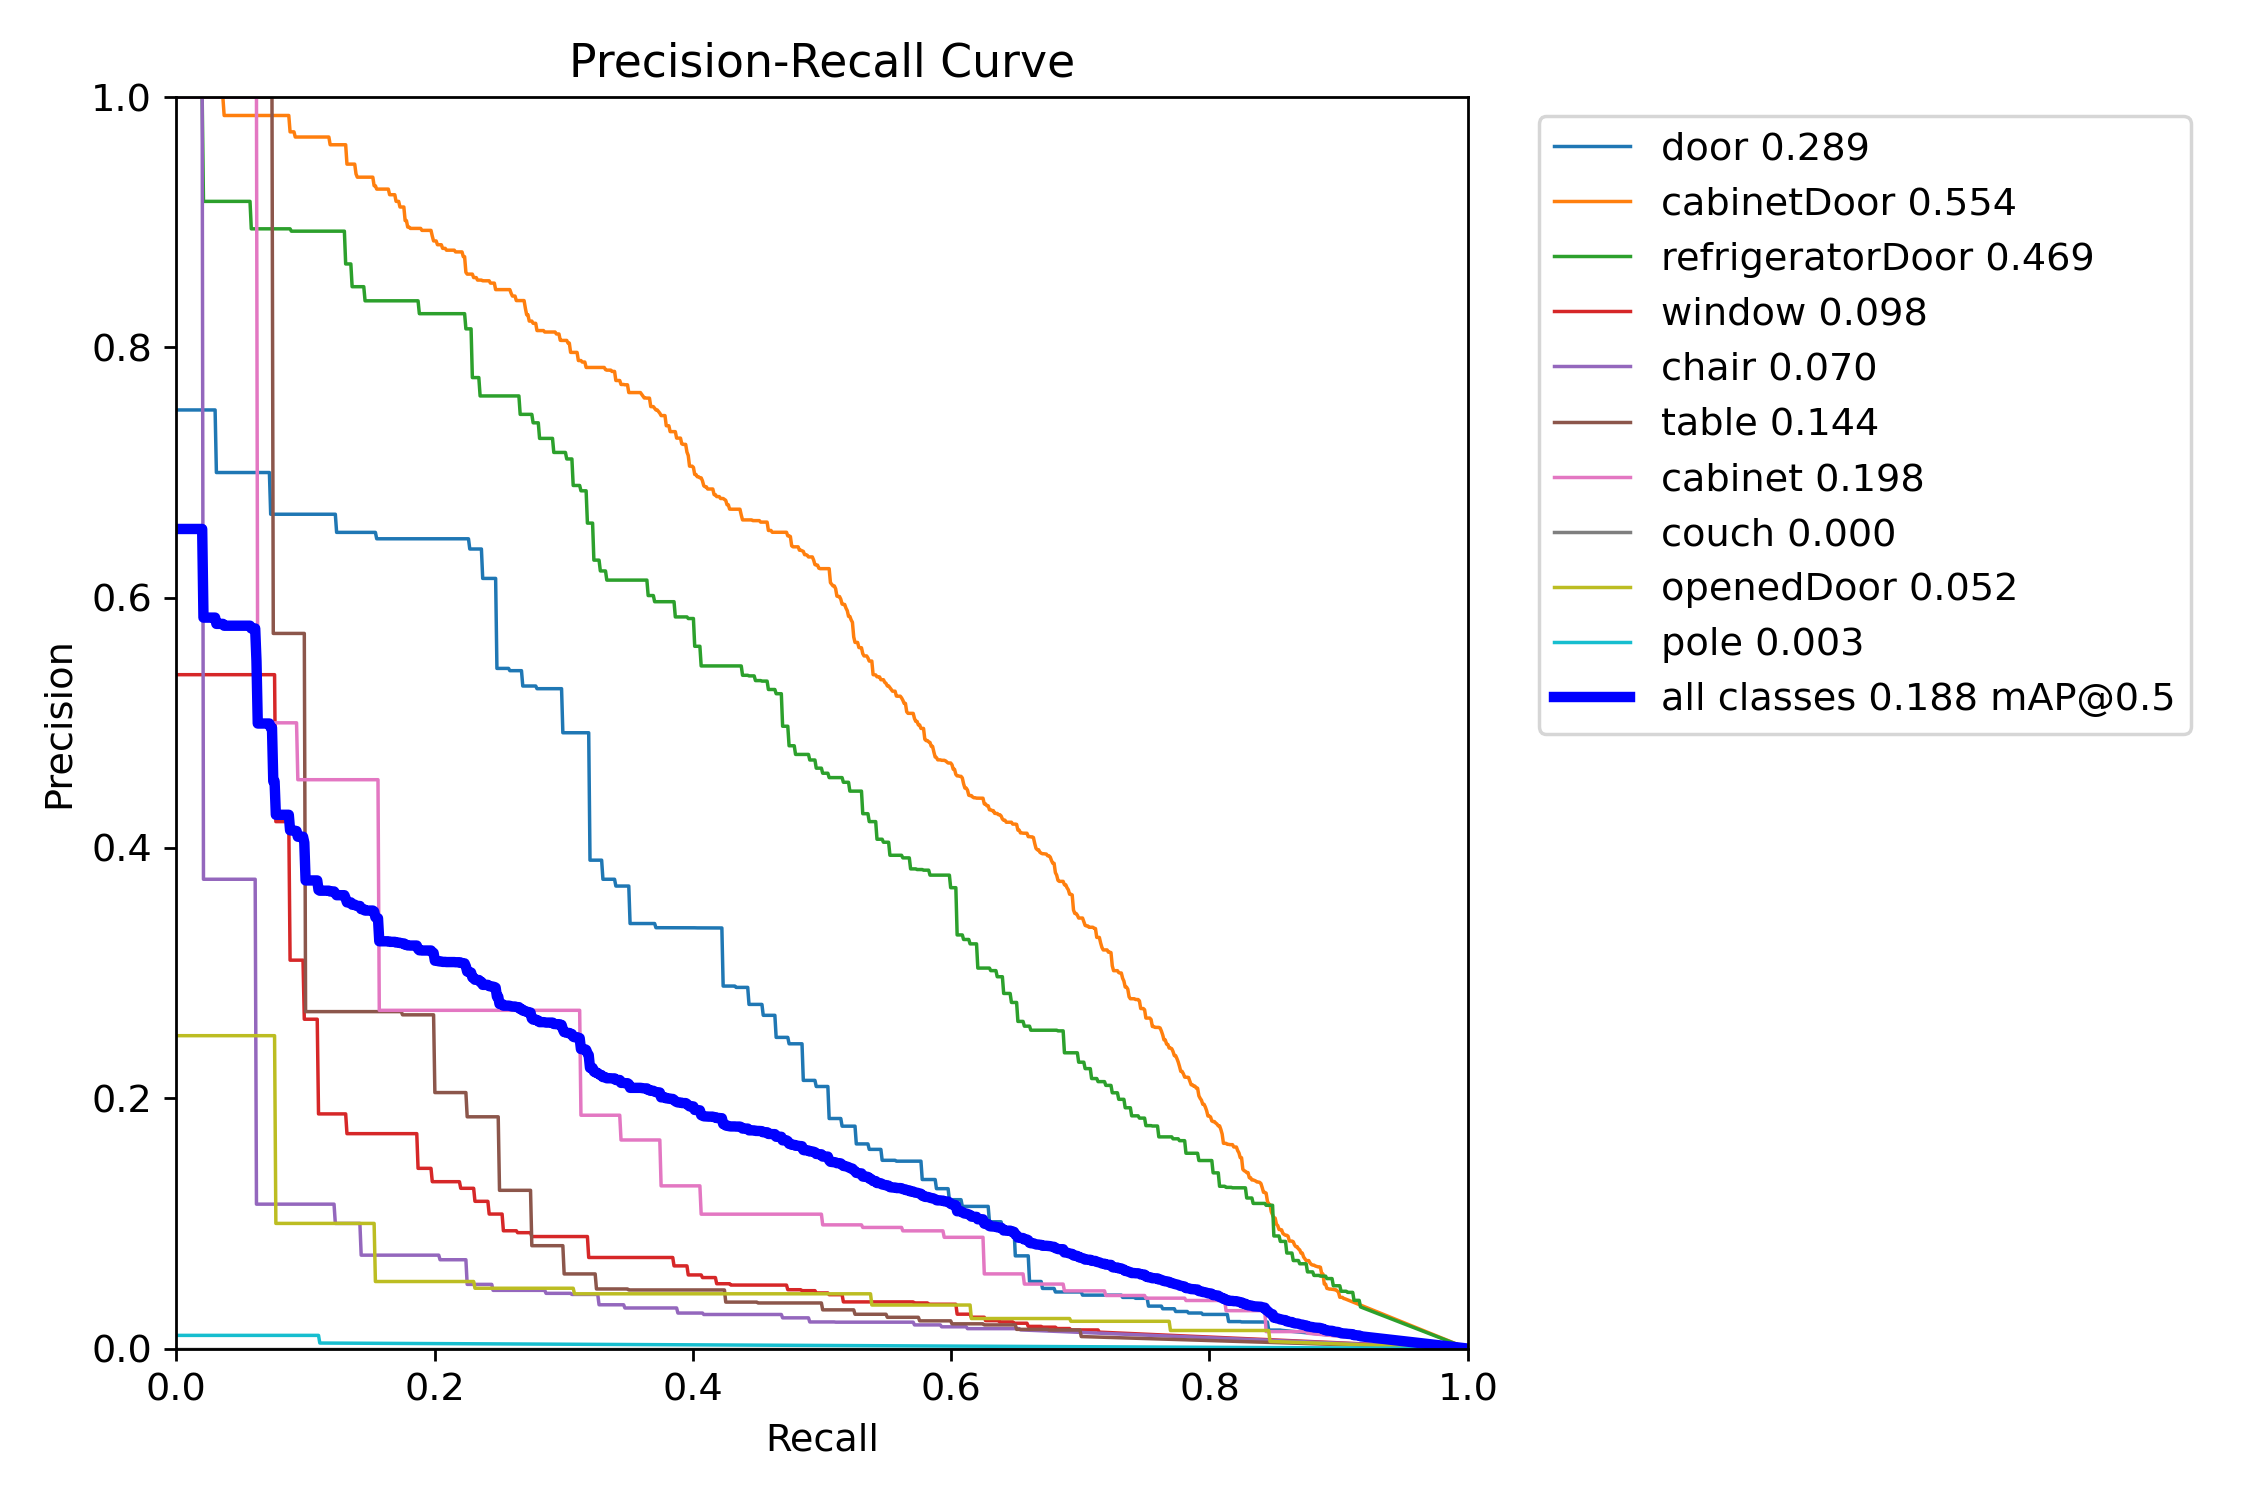 Precision-Recall Curve
1.0
0.8
0.6
0.4
0.2
0.0
Precision
0.0 0.2 0.4 0.6 0.8 1.0
Recall
door 0.289
cabinetDoor 0.554
refrigeratorDoor 0.469
window 0.098
chair 0.070
table 0.144
cabinet 0.198
couch 0.000
openedDoor 0.052
pole 0.003
all classes 0.188 mAP@0.5